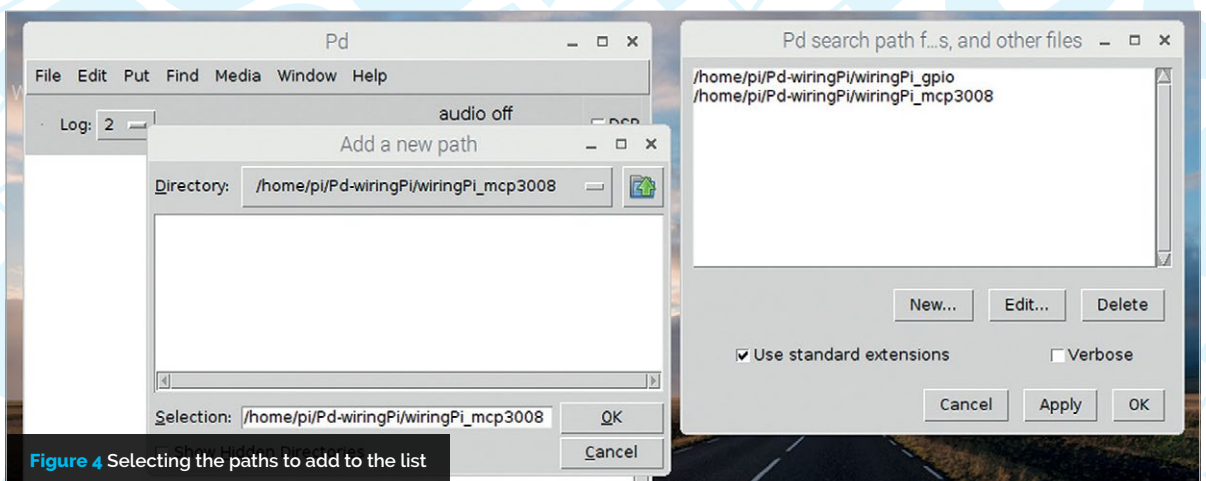 Pd
File Edit Put Find Media Window Help
Log: 2
audio off
DSP
Add a new path
Directory: /home/pi/Pd-wiringPi/wiringPi_mcp3008
Selection: /home/pi/Pd-wiringPi/wiringPi_mcp3008 OK
Show Hidden Directories Cancel
Pd search path f...s, and other files
/home/pi/Pd-wiringPi/wiringPi_gpio
/home/pi/Pd-wiringPi/wiringPi_mcp3008
New... Edit... Delete
Use standard extensions Verbose
Cancel Apply OK
Figure 4 Selecting the paths to add to the list